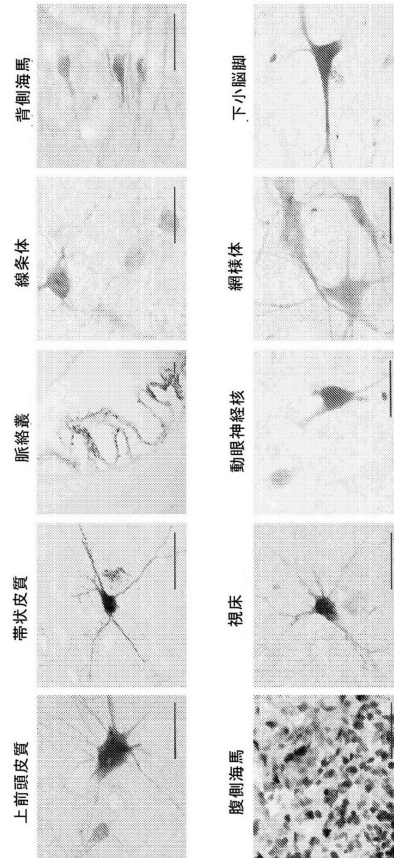 上前頭皮質
帯状皮質
脈絡叢
線条体
背側海馬
腹側海馬
視床
動眼神経核
網様体
下小脳脚